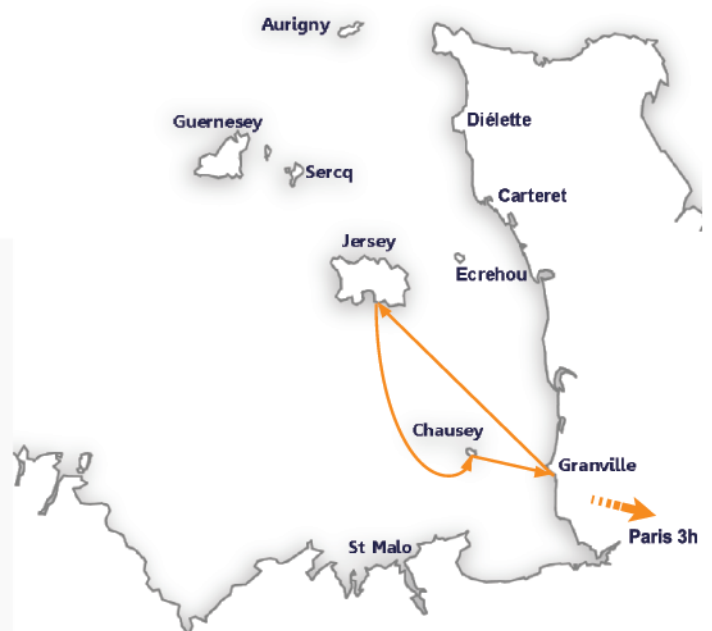 Aurigny
Diélette
Guernesey
Sercq
Carteret
Jersey
Ecrehou
Chausey
Granville
Paris 3h
St Malo